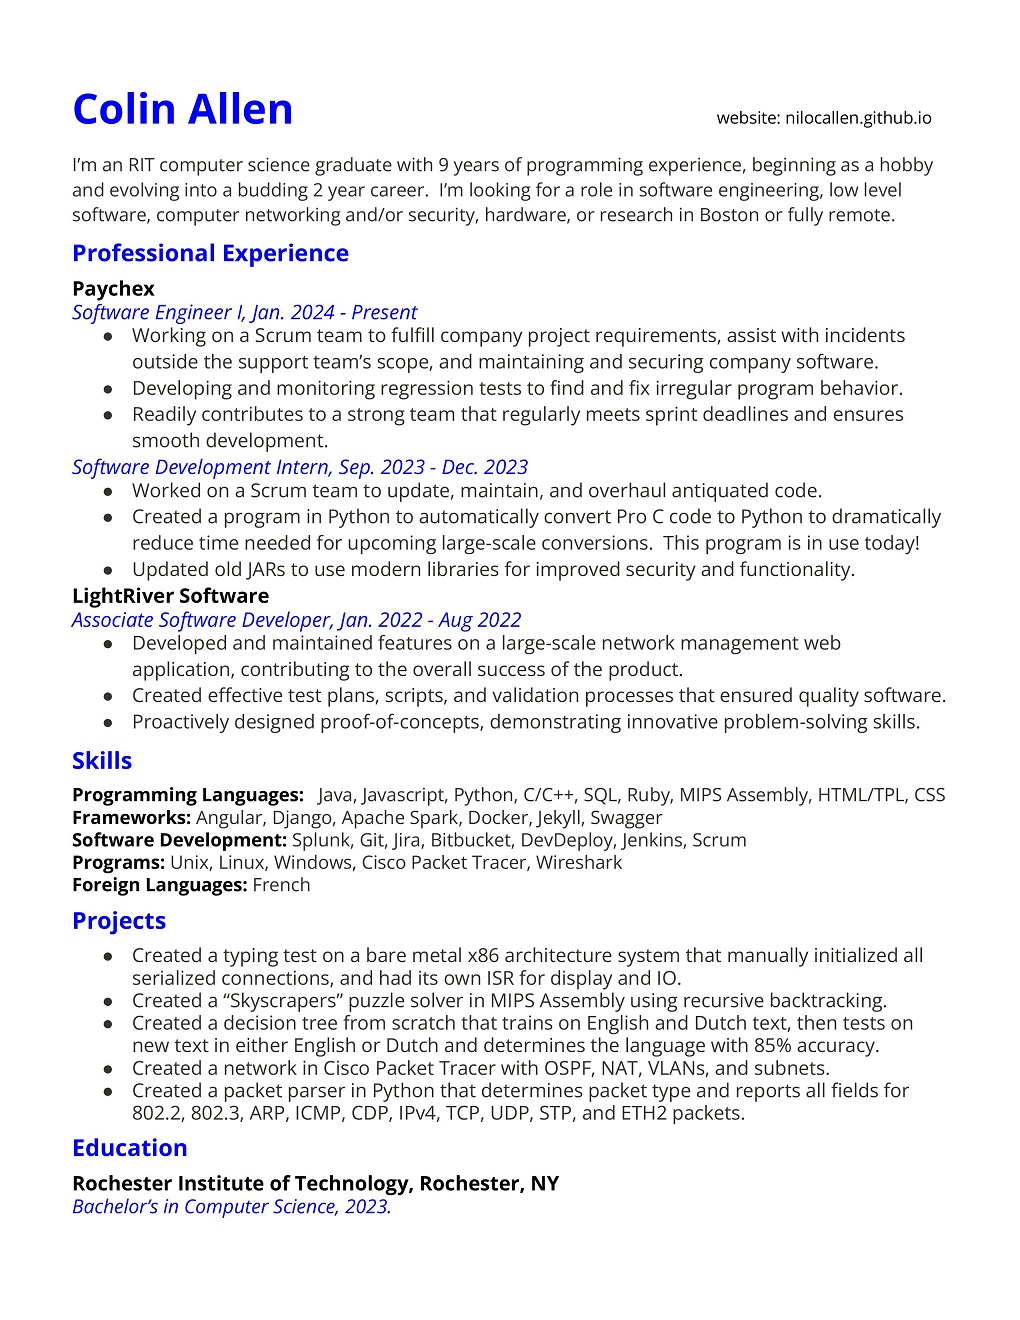 Colin Allen
website: nilocallen.github.io
I’m an RIT computer science graduate with 9 years of programming experience, beginning as a hobby
and evolving into a budding 2 year career.  I’m looking for a role in software engineering, low level
software, computer networking and/or security, hardware, or research in Boston or fully remote.
Professional Experience
Paychex
Software Engineer I, Jan. 2024 - Present
● Working on a Scrum team to fulfill company project requirements, assist with incidents
outside the support team’s scope, and maintaining and securing company software.
● Developing and monitoring regression tests to find and fix irregular program behavior.
● Readily contributes to a strong team that regularly meets sprint deadlines and ensures
smooth development.
Software Development Intern, Sep. 2023 - Dec. 2023
● Worked on a Scrum team to update, maintain, and overhaul antiquated code.
● Created a program in Python to automatically convert Pro C code to Python to dramatically
reduce time needed for upcoming large-scale conversions.  This program is in use today!
● Updated old JARs to use modern libraries for improved security and functionality.
LightRiver Software
Associate Software Developer, Jan. 2022 - Aug 2022
● Developed and maintained features on a large-scale network management web
application, contributing to the overall success of the product.
● Created effective test plans, scripts, and validation processes that ensured quality software.
● Proactively designed proof-of-concepts, demonstrating innovative problem-solving skills.
Skills
Programming Languages:   Java, Javascript, Python, C/C++, SQL, Ruby, MIPS Assembly, HTML/TPL, CSS
Frameworks: Angular, Django, Apache Spark, Docker, Jekyll, Swagger
Software Development: Splunk, Git, Jira, Bitbucket, DevDeploy, Jenkins, Scrum
Programs: Unix, Linux, Windows, Cisco Packet Tracer, Wireshark
Foreign Languages: French
Projects
● Created a typing test on a bare metal x86 architecture system that manually initialized all
serialized connections, and had its own ISR for display and IO.
● Created a “Skyscrapers” puzzle solver in MIPS Assembly using recursive backtracking.
● Created a decision tree from scratch that trains on English and Dutch text, then tests on
new text in either English or Dutch and determines the language with 85% accuracy.
● Created a network in Cisco Packet Tracer with OSPF, NAT, VLANs, and subnets.
● Created a packet parser in Python that determines packet type and reports all fields for
802.2, 802.3, ARP, ICMP, CDP, IPv4, TCP, UDP, STP, and ETH2 packets.
Education
Rochester Institute of Technology, Rochester, NY
Bachelor’s in Computer Science, 2023.